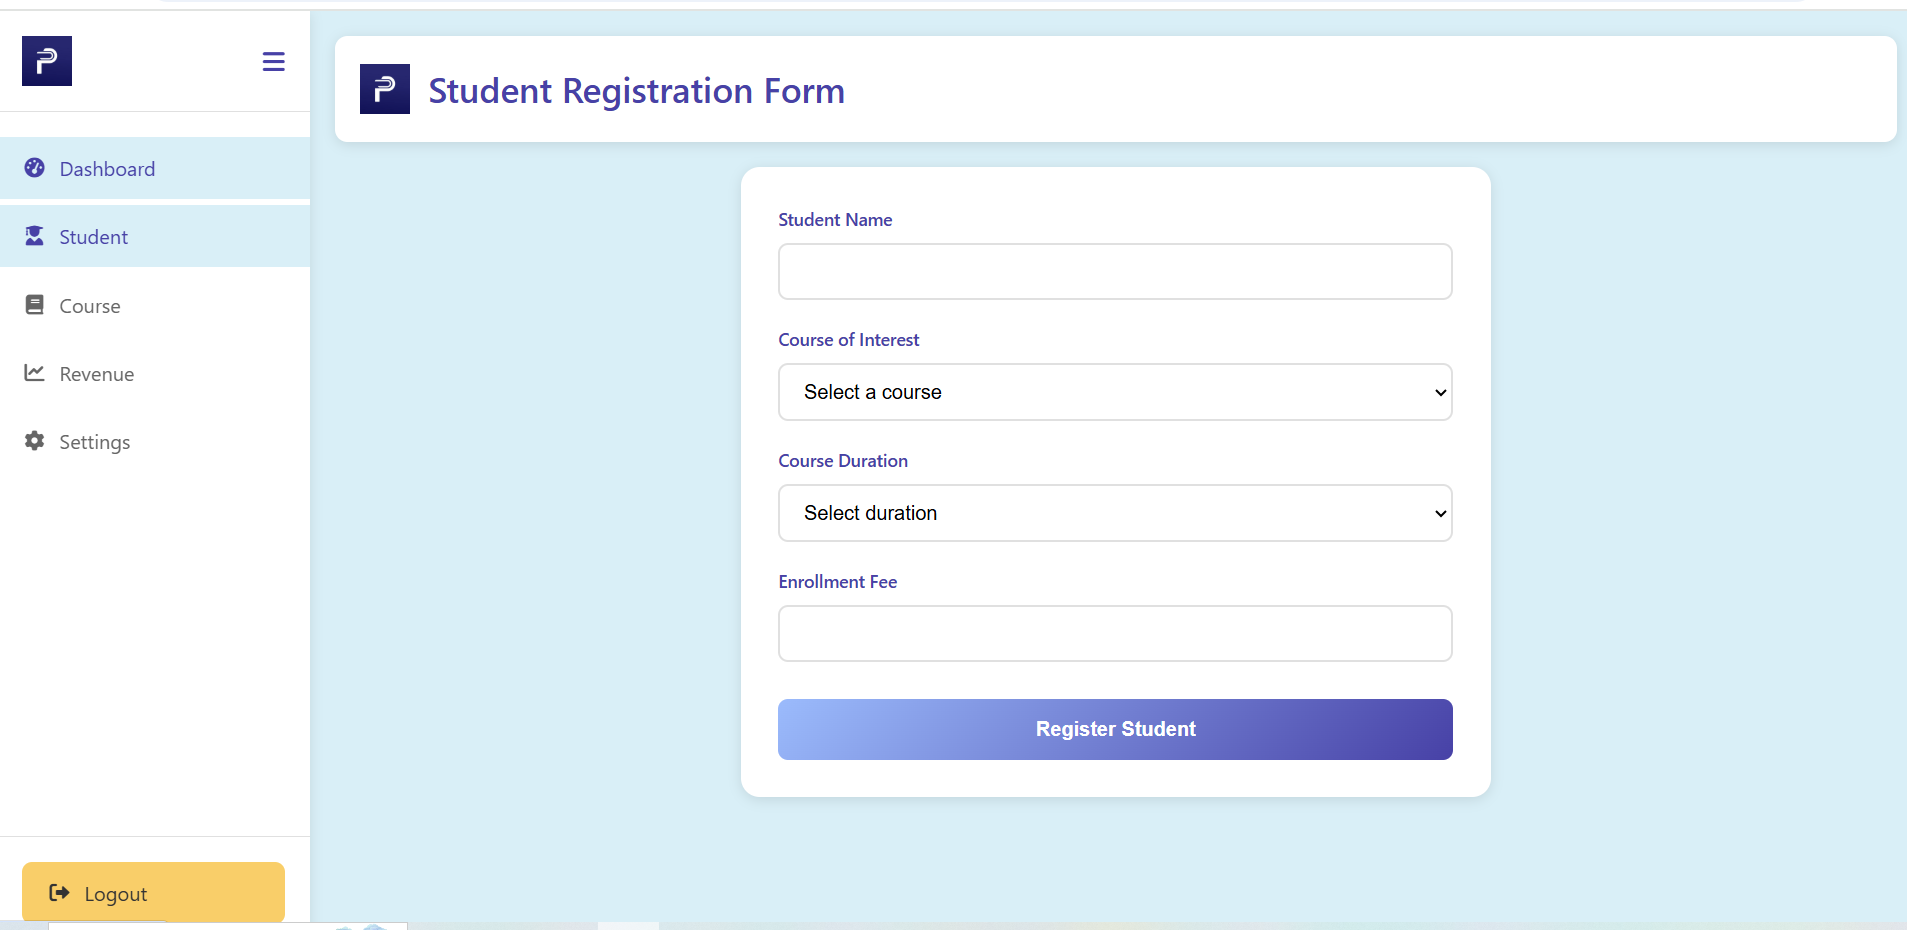 Student Registration Form
Dashboard
Student
Course
Revenue
Settings
Logout
Student Name
Course of Interest
Select a course
Course Duration
Select duration
Enrollment Fee
Register Student